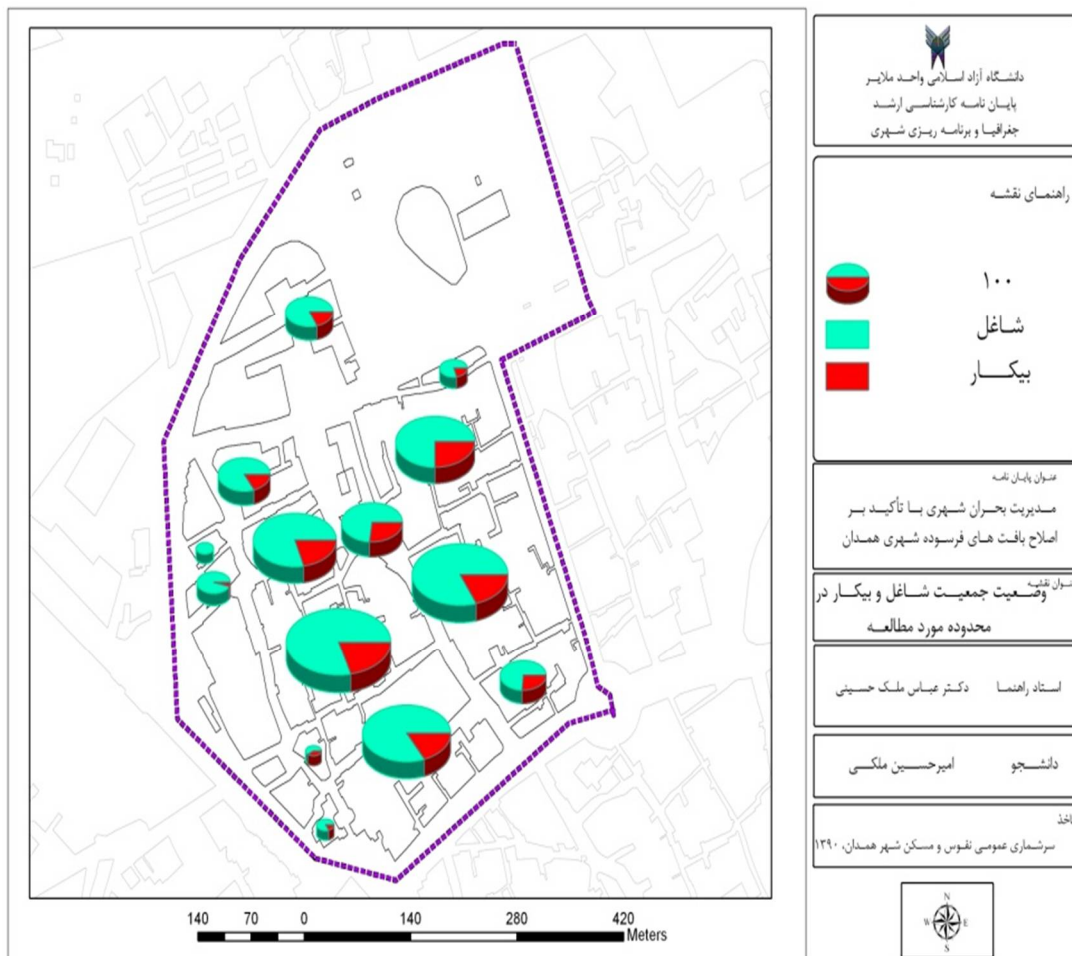 دانشگاه آزاد اسلامی واحد ملایر
پایان نامه کارشناسی ارشد
جغرافیا و برنامه ریزی شهری
راهنمای نقشه
۱۰۰
شاغل
بیکار
عنوان پایان نامه
مدیریت بحران شهری با تأکید بر
اصلاح بافت های فرسوده شهری همدان
نوان نقشه
وضعیت جمعیت شاغل و بیکار در
محدوده مورد مطالعه
استاد راهنما دکتر عباس ملک حسینی
دانشجو امیرحسین ملکی
اخذ
سرشماری عمومی نفوس و مسکن شهر همدان، ۱۳۹۰
N
W E
S
140 70 0 140 280 420
Meters